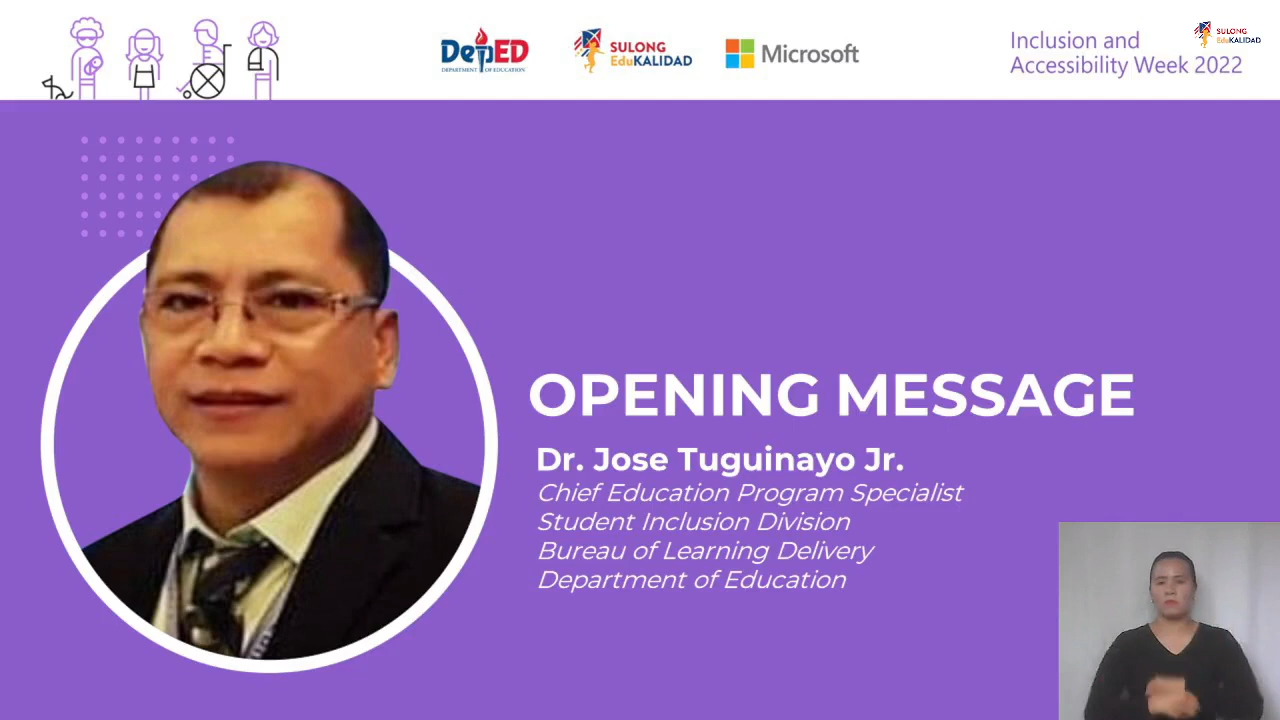 DepED
DEPARTMENT OF EDUCATION
SULONG
EduKALIDAD
Microsoft
Inclusion and
Accessibility Week 2022
SULONG
EduKALIDAD
OPENING MESSAGE
Dr. Jose Tuguinayo Jr.
Chief Education Program Specialist
Student Inclusion Division
Bureau of Learning Delivery
Department of Education